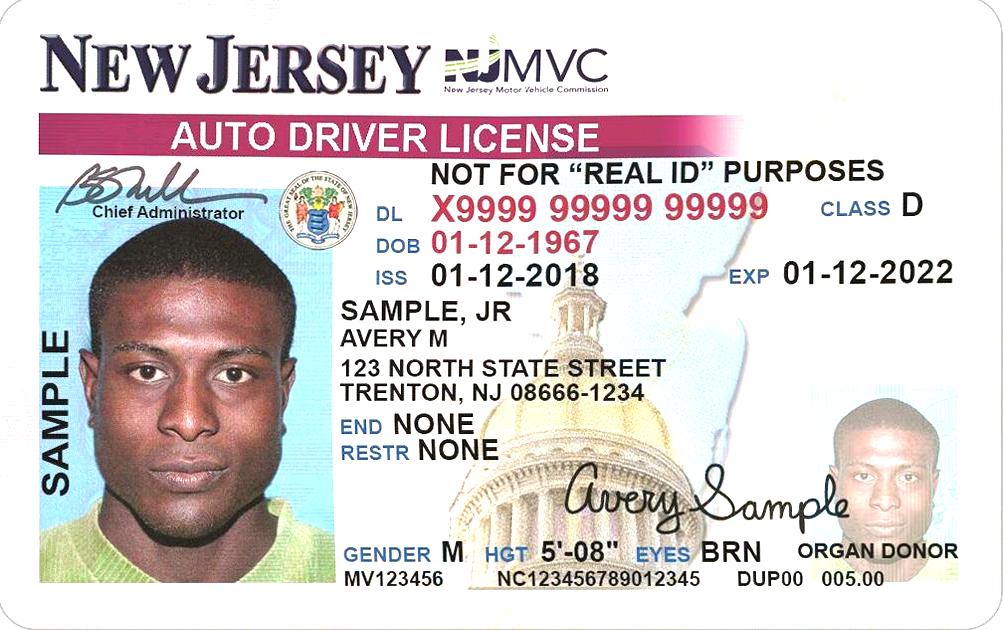 NEW JERSEY NJMVC
New Jersey Motor Vehicle Commission
AUTO DRIVER LICENSE
NOT FOR “REAL ID” PURPOSES
Chief Administrator
THE GREAT SEAL OF THE STATE OF NEW JERSEY
DL X9999 99999 99999 CLASS D
DOB 01-12-1967
ISS 01-12-2018 EXP 01-12-2022
SAMPLE, JR
AVERY M
123 NORTH STATE STREET
TRENTON, NJ 08666-1234
END NONE
RESTR NONE
SAMPLE
Avery Sample
GENDER M HGT 5'-08" EYES BRN ORGAN DONOR
MV123456 NC123456789012345 DUP00 005.00